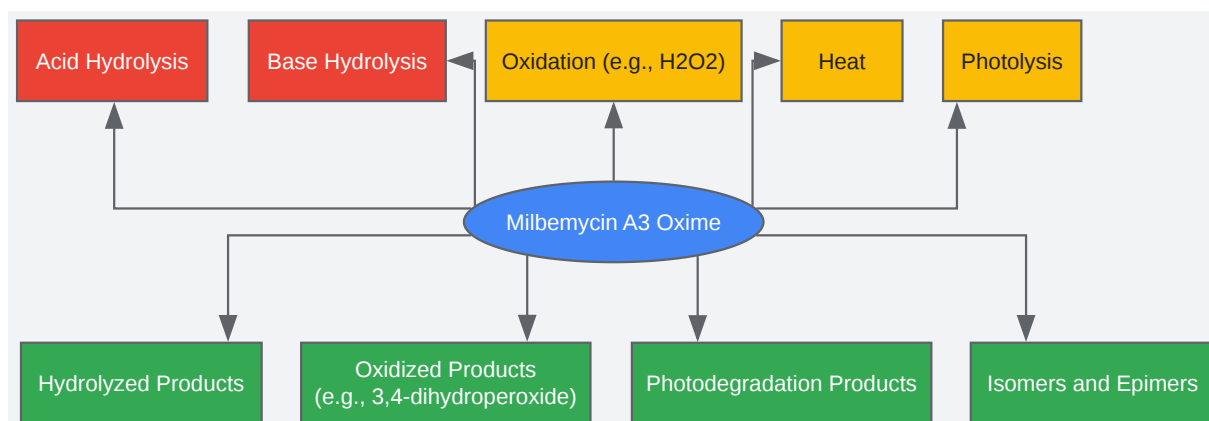 Acid Hydrolysis
Base Hydrolysis
Oxidation (e.g., H2O2)
Heat
Photolysis
Milbemycin A3 Oxime
Hydrolyzed Products
Oxidized Products
(e.g., 3,4-dihydroperoxide)
Photodegradation Products
Isomers and Epimers